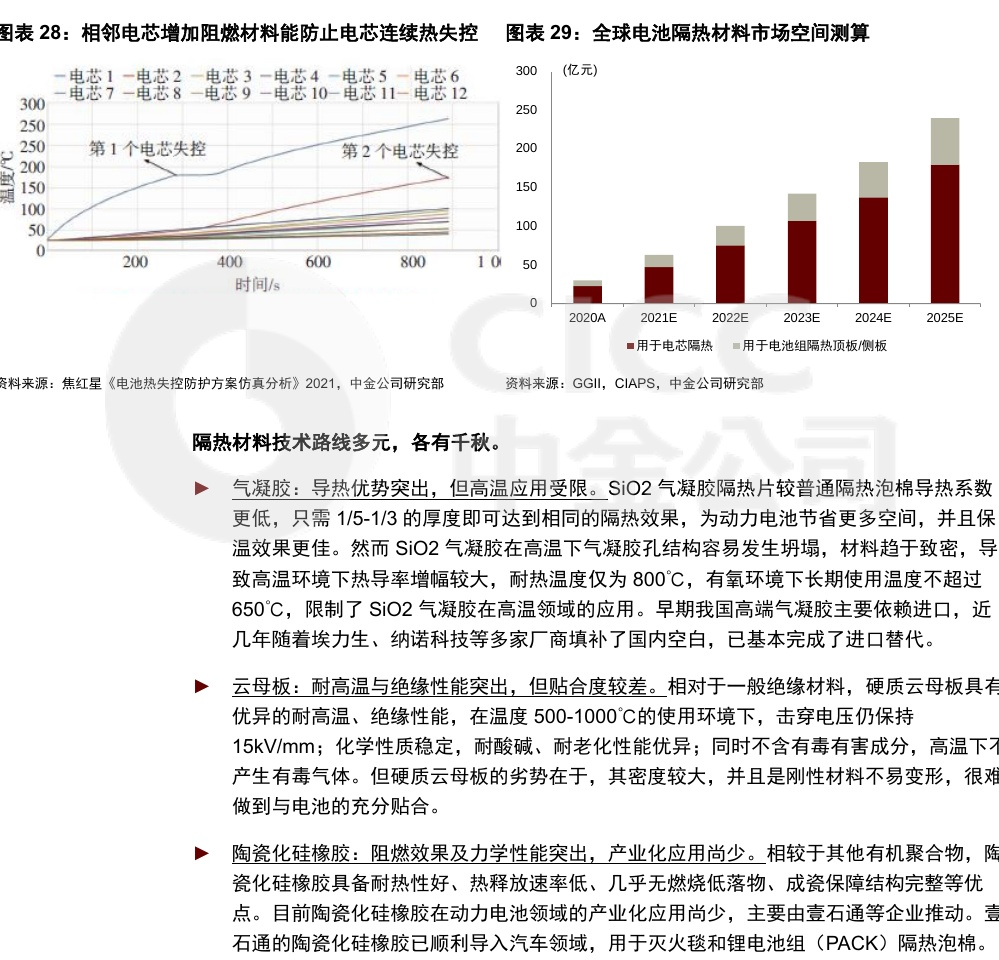 图表 28：相邻电芯增加阻燃材料能防止电芯连续热失控
电芯 1 电芯 2 电芯 3 电芯 4 电芯 5 电芯 6
电芯 7 电芯 8 电芯 9 电芯 10 电芯 11 电芯 12
300
250
200
150
100
50
0
温度/℃
第 1 个电芯失控
第 2 个电芯失控
200 400 600 800 1 0
时间/s
资料来源：焦红星《电池热失控防护方案仿真分析》2021，中金公司研究部
图表 29：全球电池隔热材料市场空间测算
(亿元)
300
250
200
150
100
50
0
2020A 2021E 2022E 2023E 2024E 2025E
用于电芯隔热 用于电池组隔热顶板/侧板
资料来源：GGII，CIAPS，中金公司研究部
CICC
中金公司
隔热材料技术路线多元，各有千秋。
► 气凝胶：导热优势突出，但高温应用受限。SiO2 气凝胶隔热片较普通隔热泡棉导热系数
更低，只需 1/5-1/3 的厚度即可达到相同的隔热效果，为动力电池节省更多空间，并且保
温效果更佳。然而 SiO2 气凝胶在高温下气凝胶孔结构容易发生坍塌，材料趋于致密，导
致高温环境下热导率增幅较大，耐热温度仅为 800℃，有氧环境下长期使用温度不超过
650℃，限制了 SiO2 气凝胶在高温领域的应用。早期我国高端气凝胶主要依赖进口，近
几年随着埃力生、纳诺科技等多家厂商填补了国内空白，已基本完成了进口替代。
► 云母板：耐高温与绝缘性能突出，但贴合度较差。相对于一般绝缘材料，硬质云母板具有
优异的耐高温、绝缘性能，在温度 500-1000℃的使用环境下，击穿电压仍保持
15kV/mm；化学性质稳定，耐酸碱、耐老化性能优异；同时不含有毒有害成分，高温下不
产生有毒气体。但硬质云母板的劣势在于，其密度较大，并且是刚性材料不易变形，很难
做到与电池的充分贴合。
► 陶瓷化硅橡胶：阻燃效果及力学性能突出，产业化应用尚少。相较于其他有机聚合物，陶
瓷化硅橡胶具备耐热性好、热释放速率低、几乎无燃烧低落物、成瓷保障结构完整等优
点。目前陶瓷化硅橡胶在动力电池领域的产业化应用尚少，主要由壹石通等企业推动。壹
石通的陶瓷化硅橡胶已顺利导入汽车领域，用于灭火毯和锂电池组（PACK）隔热泡棉。